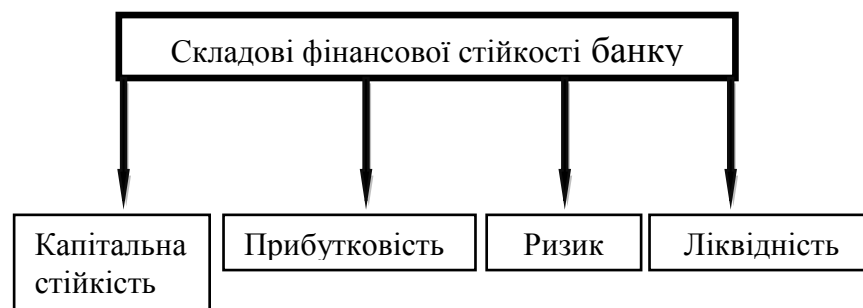 Складові фінансової стійкості банку
Капітальна
стійкість
Прибутковість
Ризик
Ліквідність